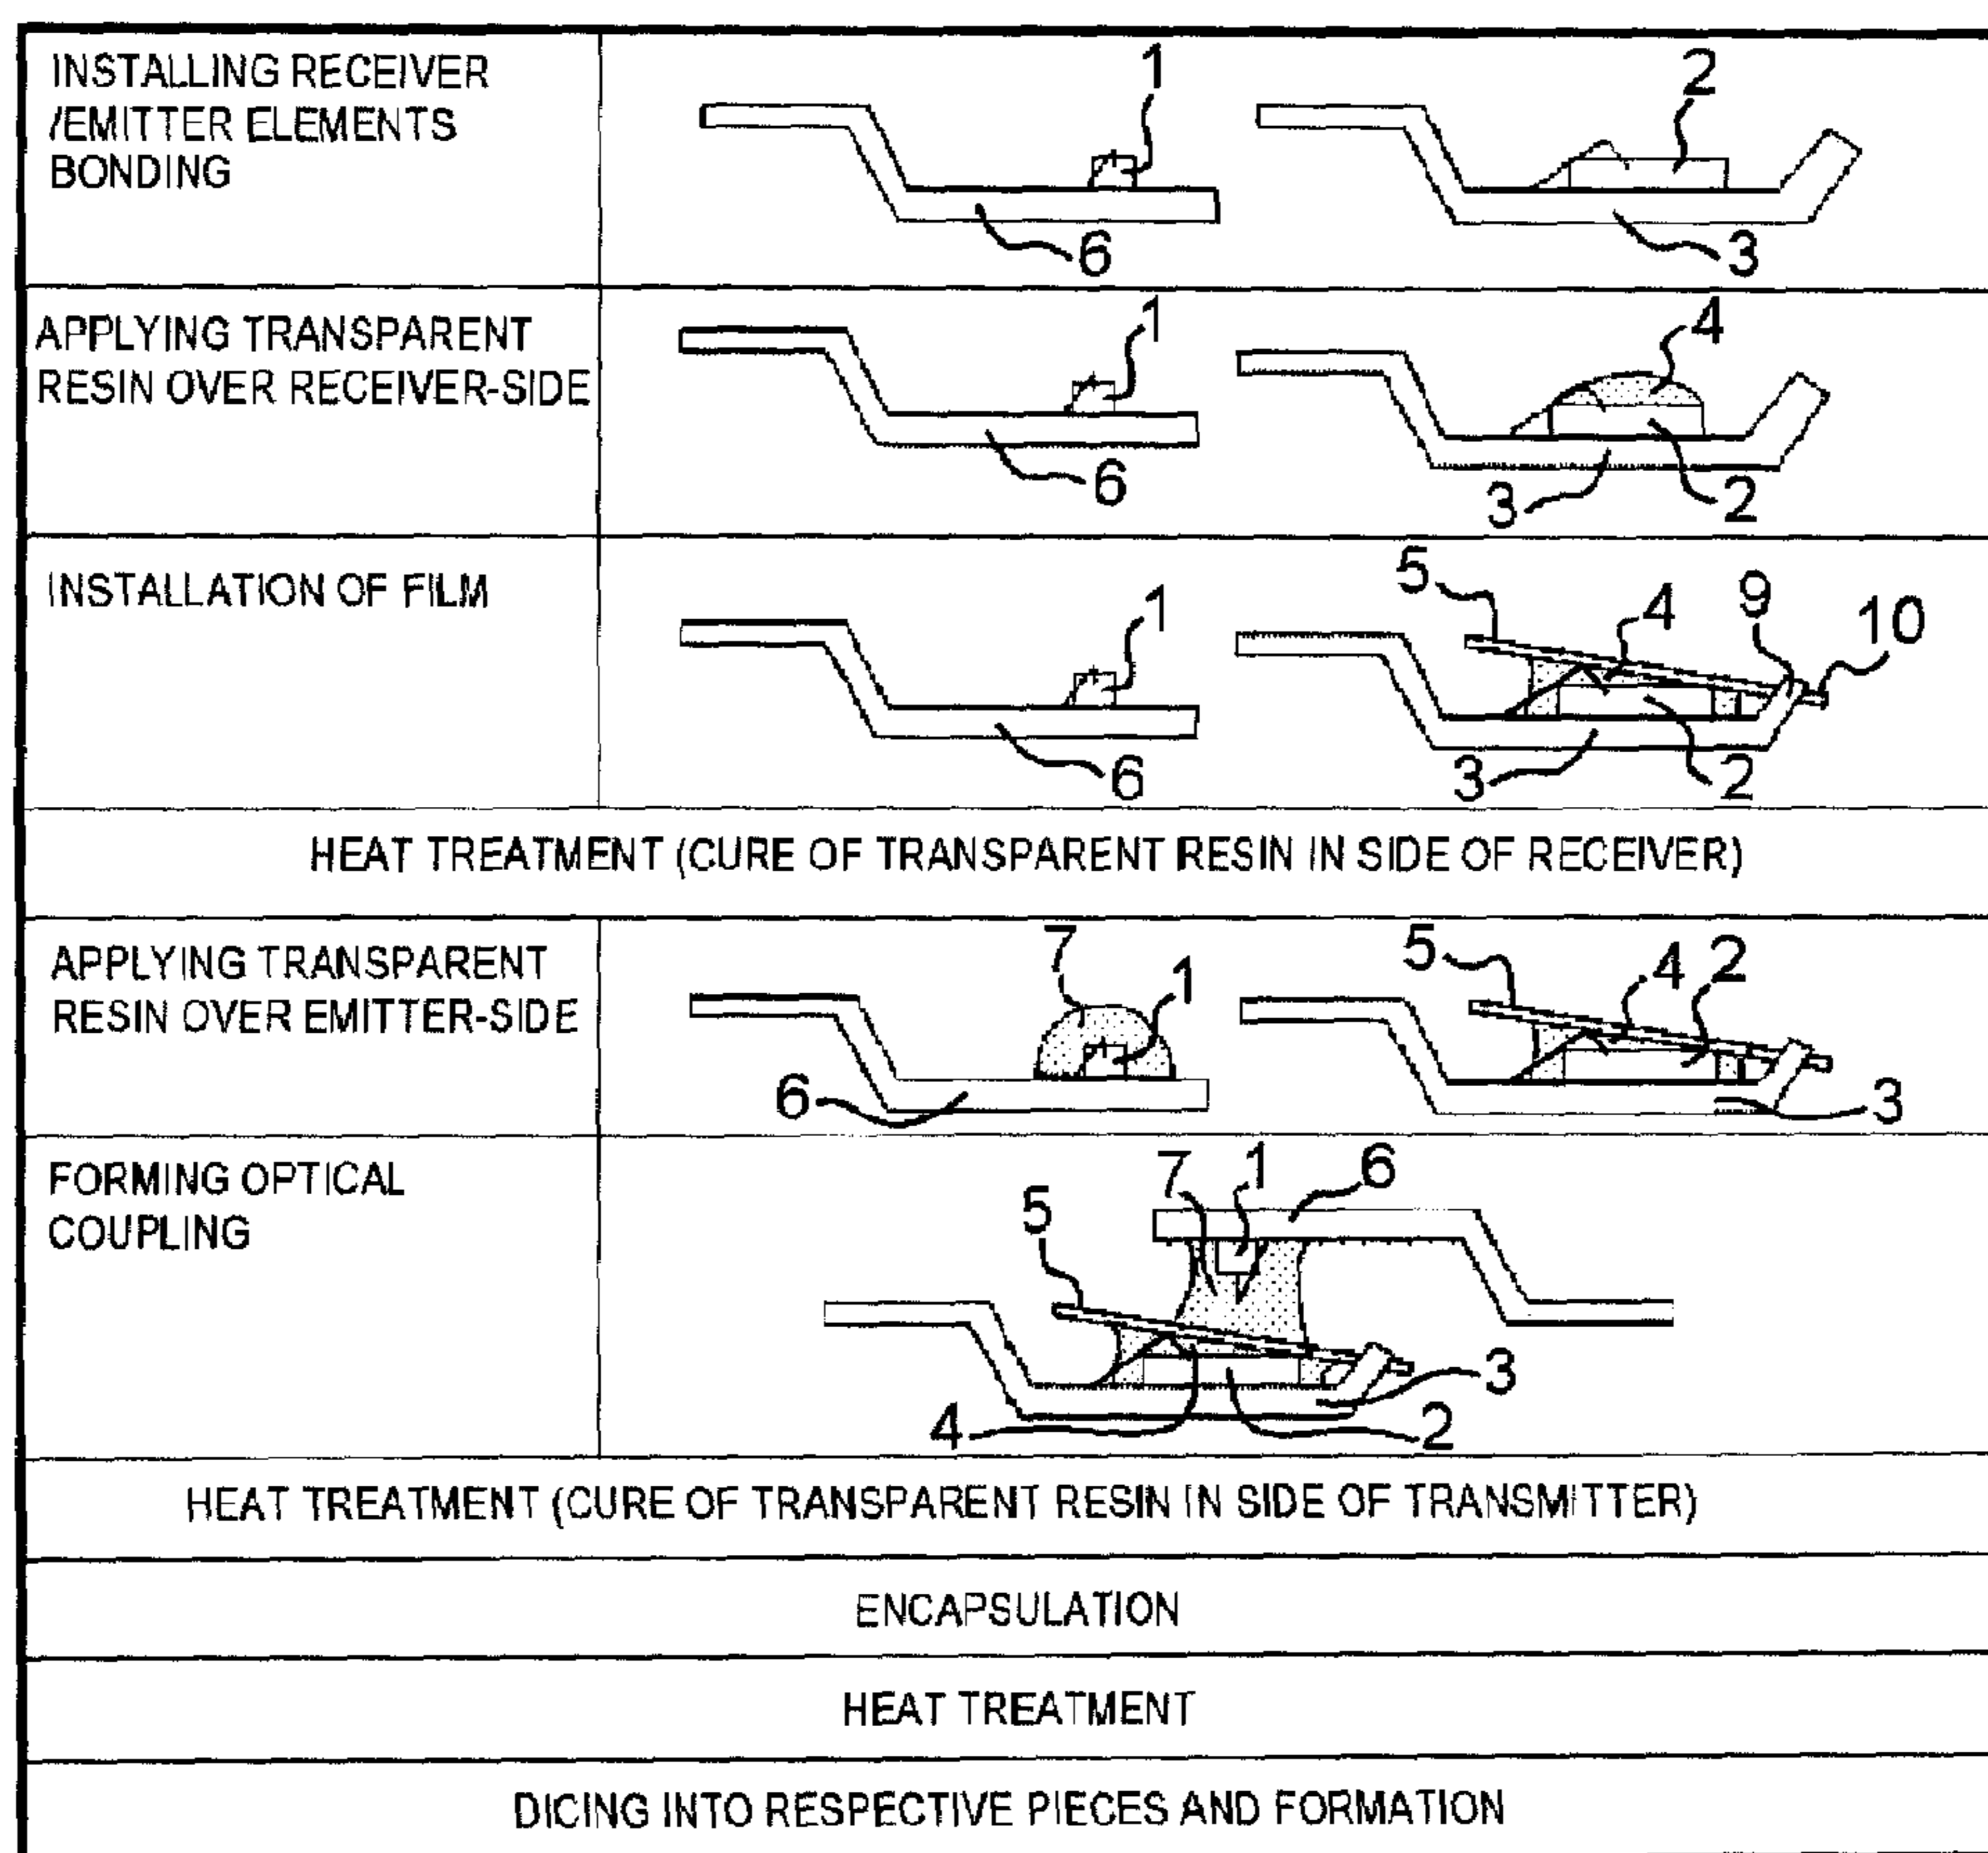 INSTALLING RECEIVER
/EMITTER ELEMENTS
BONDING
1
2
6
3
APPLYING TRANSPARENT
RESIN OVER RECEIVER-SIDE
1
4
6
3
2
INSTALLATION OF FILM
1
5
4
9
10
6
3
2
HEAT TREATMENT (CURE OF TRANSPARENT RESIN IN SIDE OF RECEIVER)
APPLYING TRANSPARENT
RESIN OVER EMITTER-SIDE
7
1
5
4
2
6
3
FORMING OPTICAL
COUPLING
7
1
6
5
3
4
2
HEAT TREATMENT (CURE OF TRANSPARENT RESIN IN SIDE OF TRANSMITTER)
ENCAPSULATION
HEAT TREATMENT
DICING INTO RESPECTIVE PIECES AND FORMATION